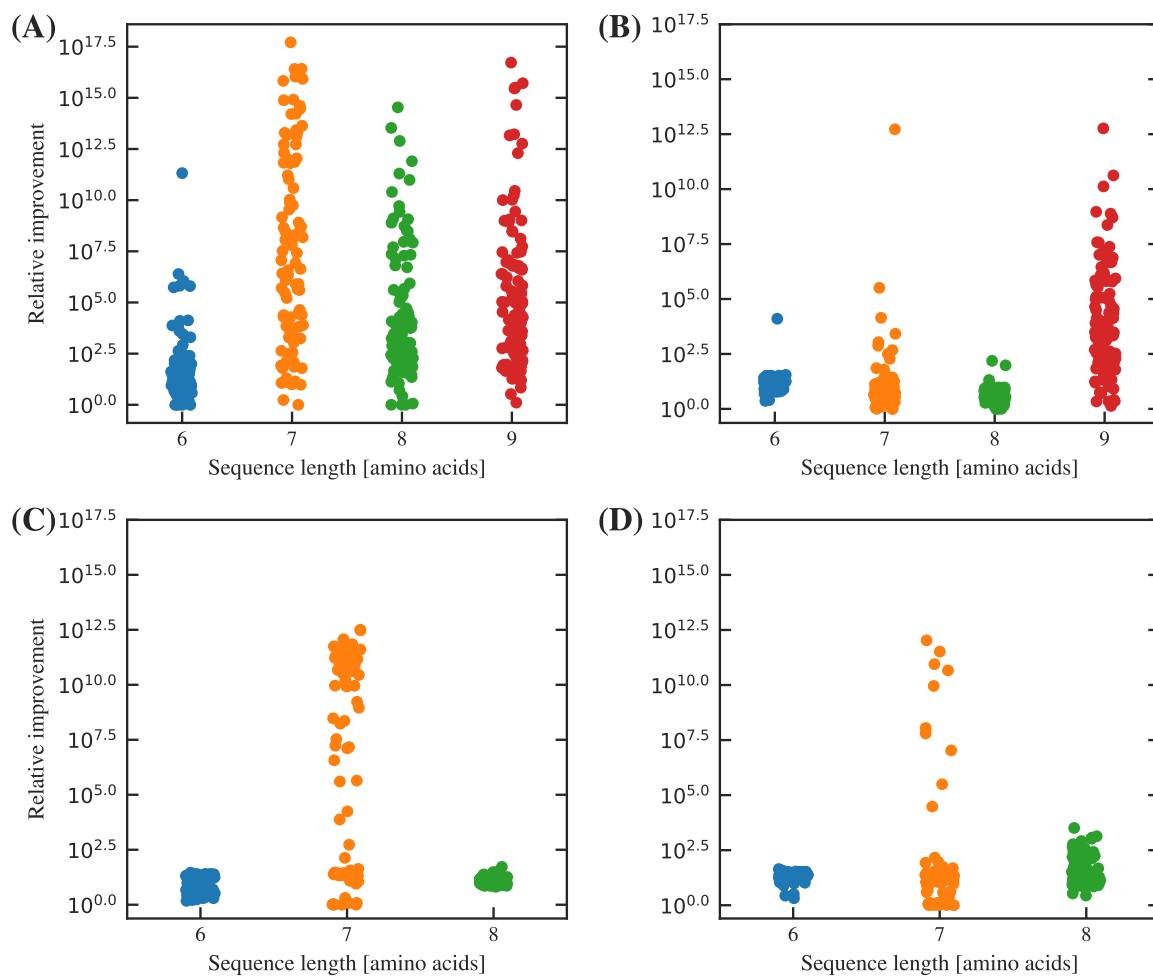 (A)
Relative improvement
10^17.5
10^15.0
10^12.5
10^10.0
10^7.5
10^5.0
10^2.5
10^0.0
6 7 8 9
Sequence length [amino acids]
(B)
10^17.5
10^15.0
10^12.5
10^10.0
10^7.5
10^5.0
10^2.5
10^0.0
6 7 8 9
Sequence length [amino acids]
(C)
Relative improvement
10^17.5
10^15.0
10^12.5
10^10.0
10^7.5
10^5.0
10^2.5
10^0.0
6 7 8
Sequence length [amino acids]
(D)
10^17.5
10^15.0
10^12.5
10^10.0
10^7.5
10^5.0
10^2.5
10^0.0
6 7 8
Sequence length [amino acids]